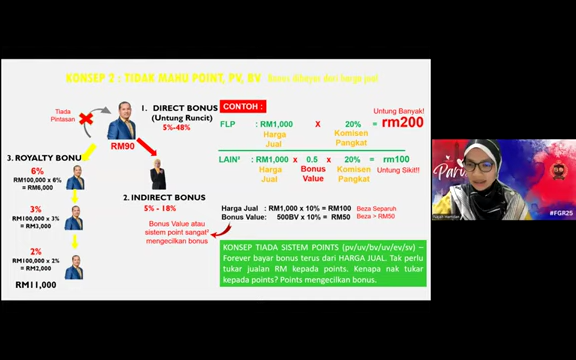 KONSEP 2 : TIDAK MAHU POINT, PV, BV Bonus dibayar dari harga jual
Tiada
Pintasan
RM90
1. DIRECT BONUS
(Untung Runcit)
5%-48%
CONTOH :
Untung Banyak!
FLP : RM1,000 X 20% = rm200
Harga
Jual
Komisen
Pangkat
LAIN² : RM1,000 x 0.5 x 20% = rm100
Harga
Jual
Bonus
Value
Komisen
Pangkat
Untung Sikit!!
3. ROYALTY BONU
6%
RM100,000 x 6%
= RM6,000
3%
RM100,000 x 3%
= RM3,000
2%
RM100,000 x 2%
= RM2,000
RM11,000
2. INDIRECT BONUS
5% - 18%
Bonus Value atau
sistem point sangat²
mengecilkan bonus
Harga Jual : RM1,000 x 10% = RM100 Beza Separuh
Bonus Value: 500BV x 10% = RM50 Beza > RM50
KONSEP TIADA SISTEM POINTS (pv/uv/bv/uv/ev/sv) –
Forever bayar bonus terus dari HARGA JUAL. Tak perlu
tukar jualan RM kepada points. Kenapa nak tukar
kepada points? Points mengecilkan bonus.
#FGR25